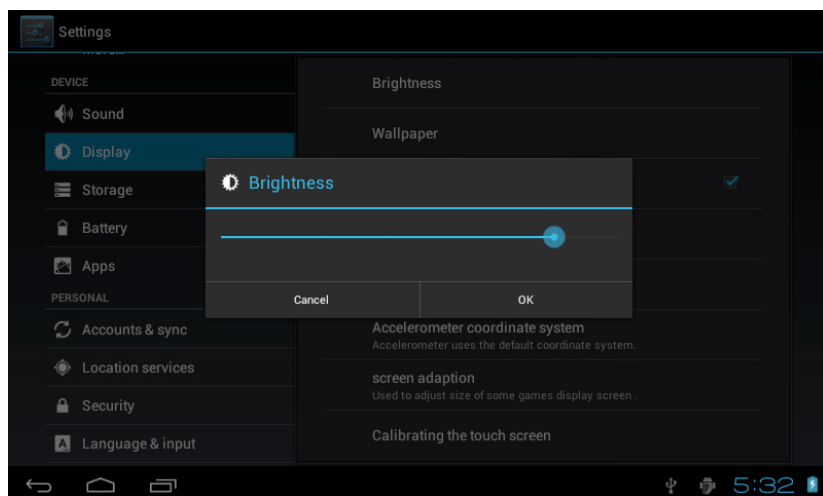 Settings
DEVICE
Sound
Display
Storage
Battery
Apps
PERSONAL
Accounts & sync
Location services
Security
Language & input
Brightness
Wallpaper
Brightness
Cancel
OK
Accelerometer coordinate system
Accelerometer uses the default coordinate system.
screen adaption
Used to adjust size of some games display screen .
Calibrating the touch screen
5:32